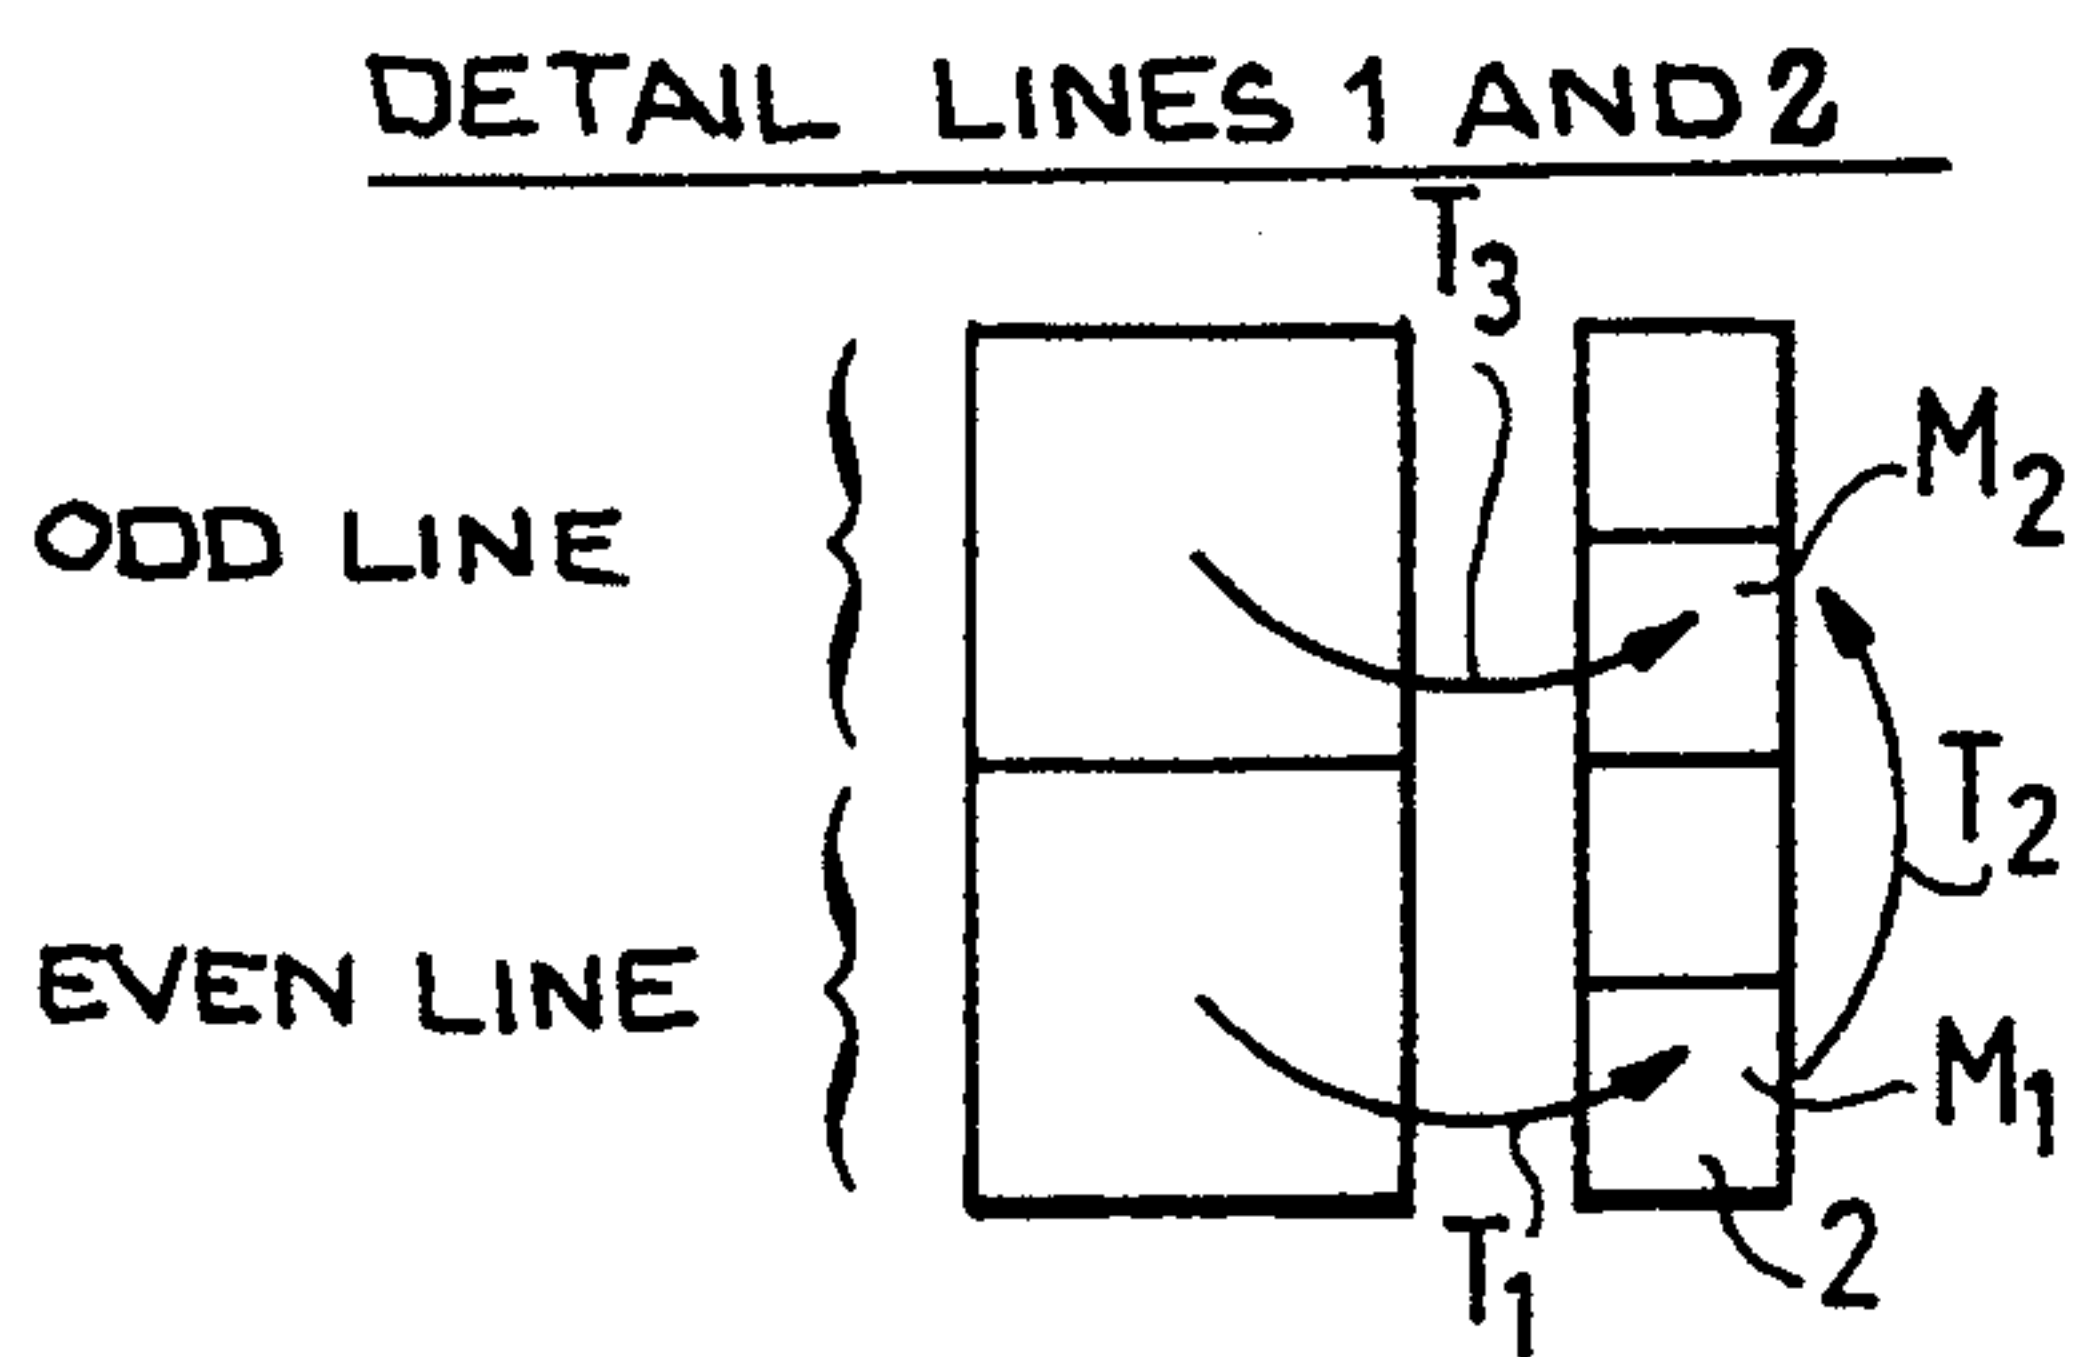 DETAIL LINES 1 AND 2
T3
M2
ODD LINE
T2
EVEN LINE
M1
T1
2